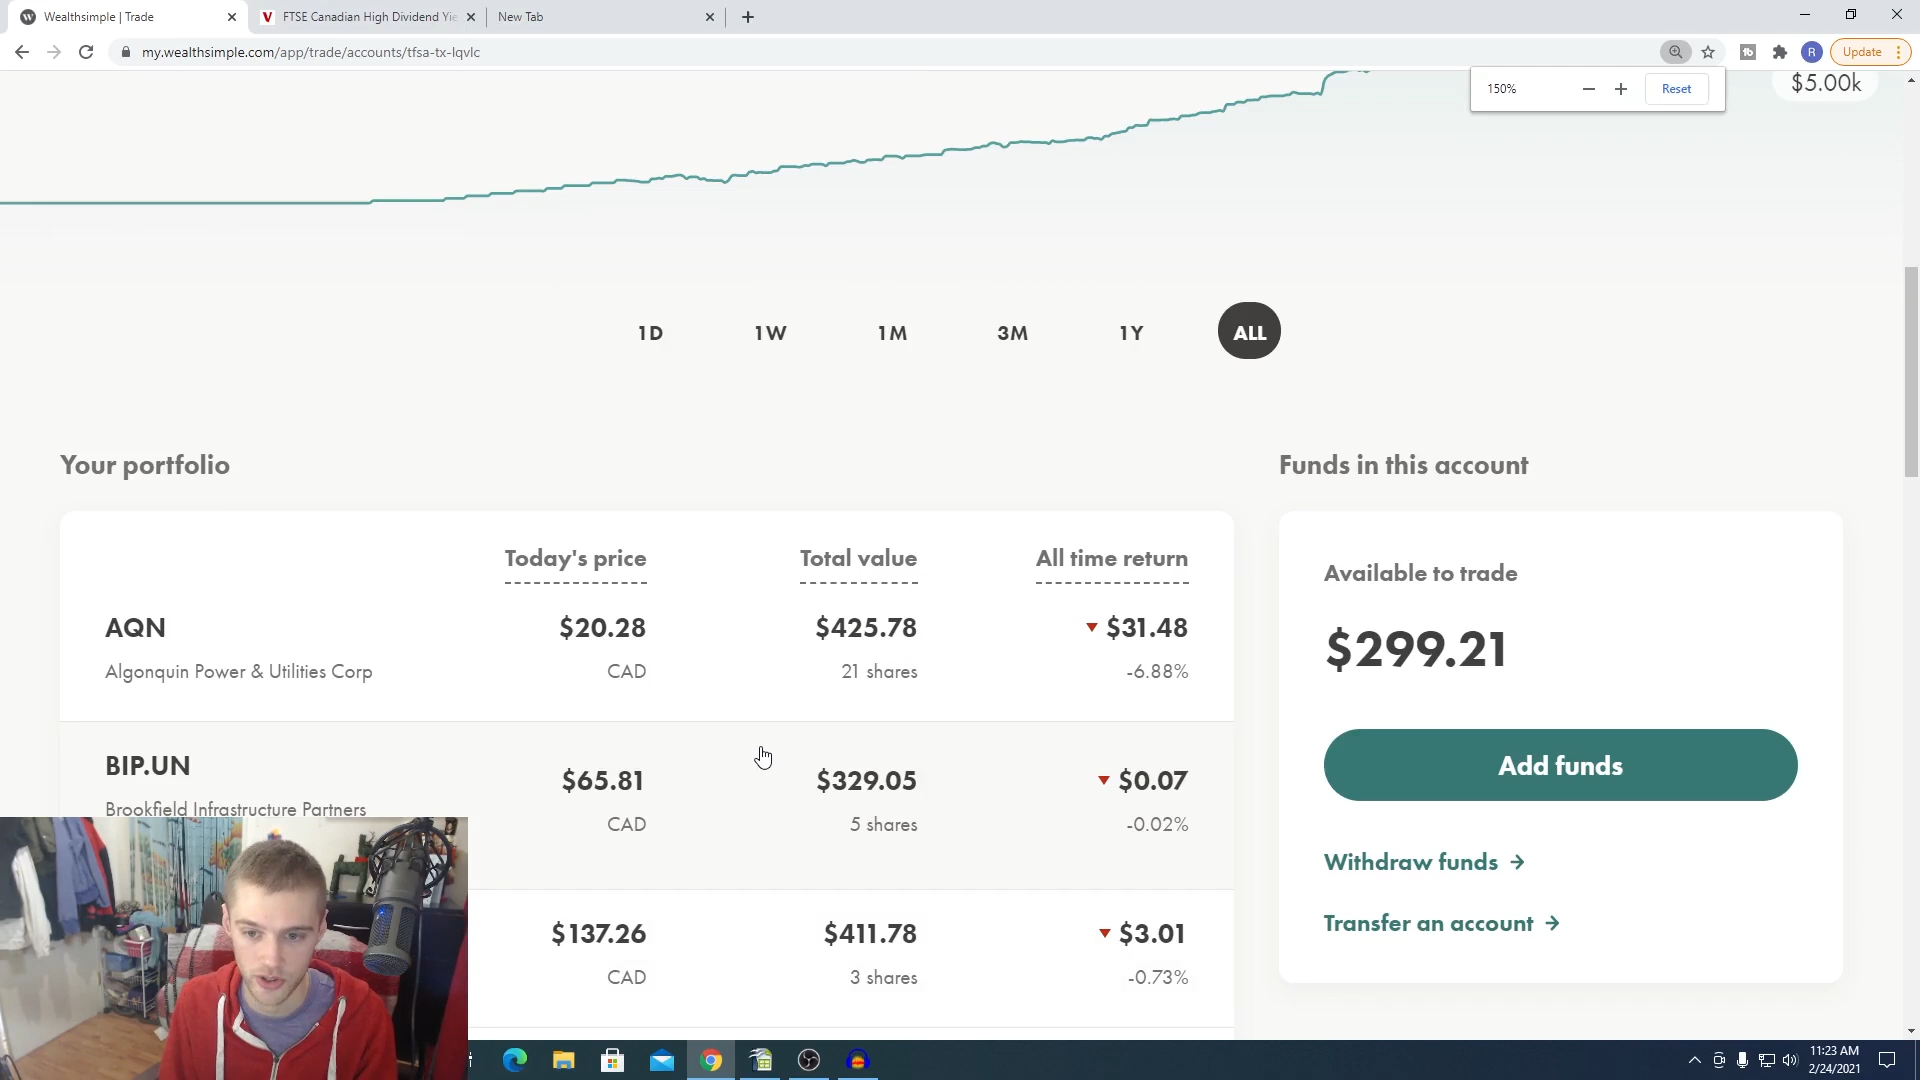 Wealthsimple | Trade
FTSE Canadian High Dividend Yie
New Tab
my.wealthsimple.com/app/trade/accounts/tfsa-tx-lqvlc
R
Update
150%
Reset
$5.00k
1D 1W 1M 3M 1Y ALL
Your portfolio
Funds in this account
Today's price Total value All time return
AQN $20.28 $425.78 $31.48
Algonquin Power & Utilities Corp CAD 21 shares -6.88%
BIP.UN $65.81 $329.05 $0.07
Brookfield Infrastructure Partners CAD 5 shares -0.02%
$137.26 $411.78 $3.01
CAD 3 shares -0.73%
Available to trade
$299.21
Add funds
Withdraw funds
Transfer an account
11:23 AM
2/24/2021